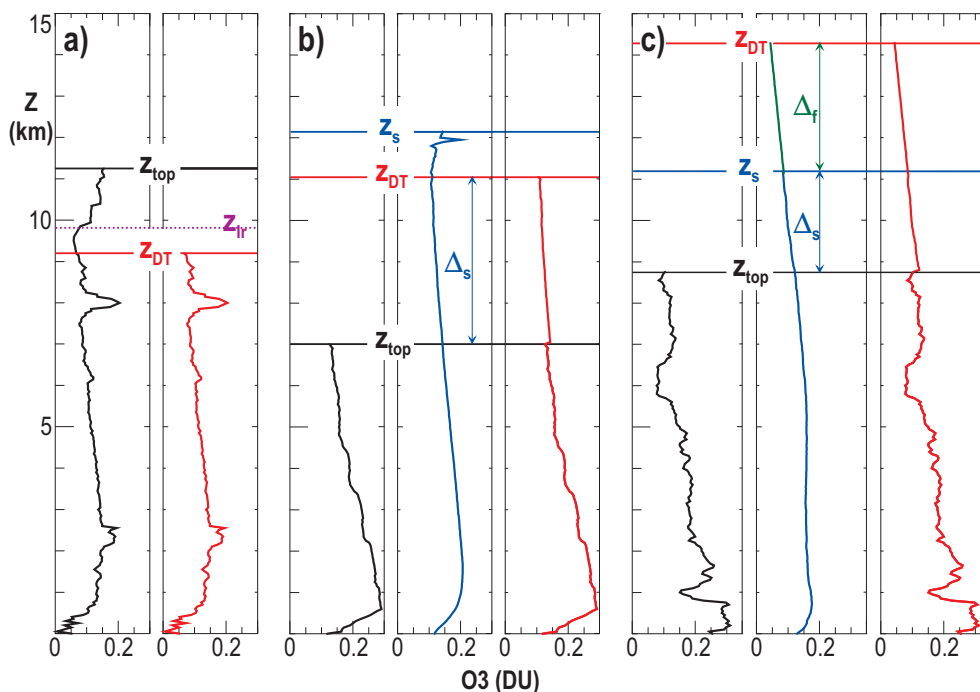 a)
b)
c)
15
Z
(km)
10
5
z_top
z_lr
z_DT
z_s
z_DT
Δ_s
z_top
z_DT
Δ_f
z_s
Δ_s
z_top
0 0.2 0 0.2
0 0.2 0 0.2 0 0.2
0 0.2 0 0.2 0 0.2
O3 (DU)